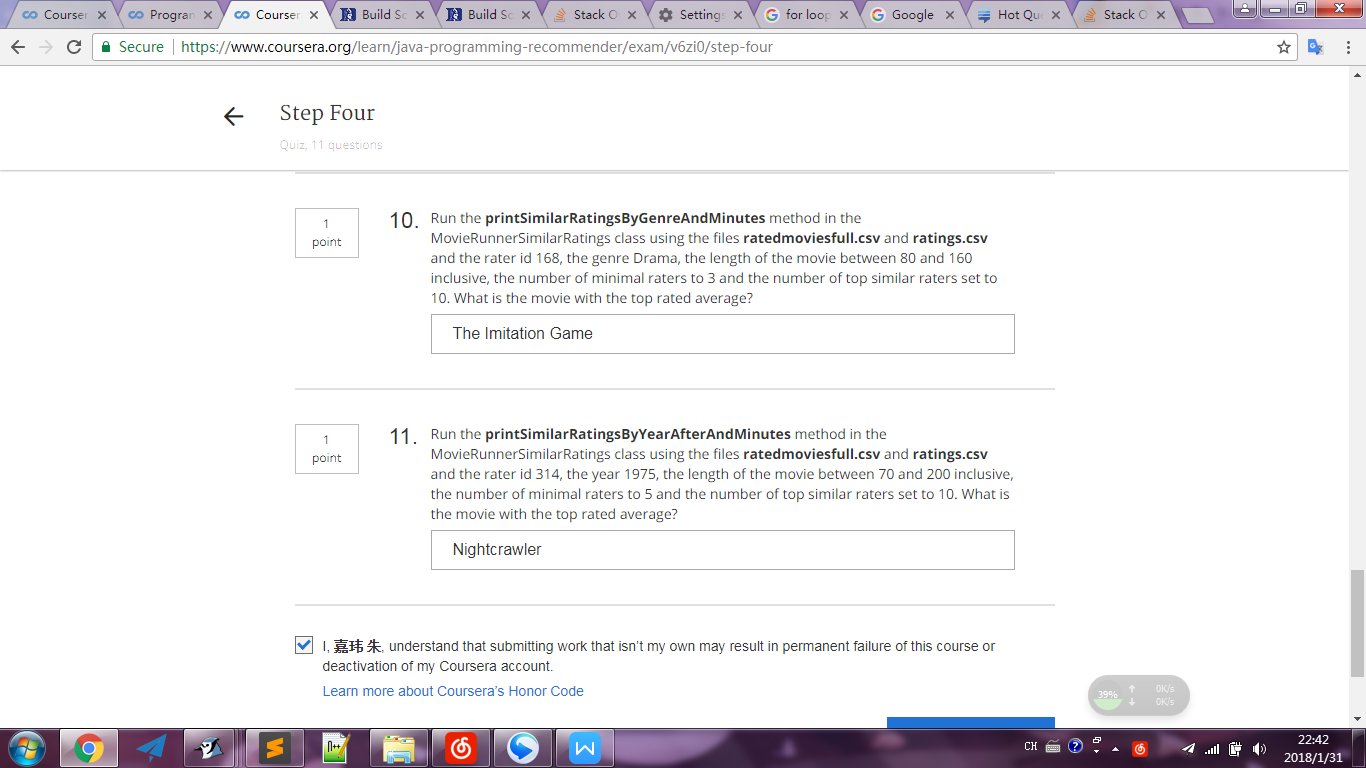 Courser
Program
Courser
Build So
Build So
Stack O
Settings
for loop
Google
Hot Que
Stack O
Secure https://www.coursera.org/learn/java-programming-recommender/exam/v6zi0/step-four
Step Four
Quiz, 11 questions
1
point
10.
Run the printSimilarRatingsByGenreAndMinutes method in the
MovieRunnerSimilarRatings class using the files ratedmoviesfull.csv and ratings.csv
and the rater id 168, the genre Drama, the length of the movie between 80 and 160
inclusive, the number of minimal raters to 3 and the number of top similar raters set to
10. What is the movie with the top rated average?
The Imitation Game
1
point
11.
Run the printSimilarRatingsByYearAfterAndMinutes method in the
MovieRunnerSimilarRatings class using the files ratedmoviesfull.csv and ratings.csv
and the rater id 314, the year 1975, the length of the movie between 70 and 200 inclusive,
the number of minimal raters to 5 and the number of top similar raters set to 10. What is
the movie with the top rated average?
Nightcrawler
I, 嘉玮 朱, understand that submitting work that isn't my own may result in permanent failure of this course or
deactivation of my Coursera account.
Learn more about Coursera's Honor Code
39%
0K/s
0K/s
CH
22:42
2018/1/31